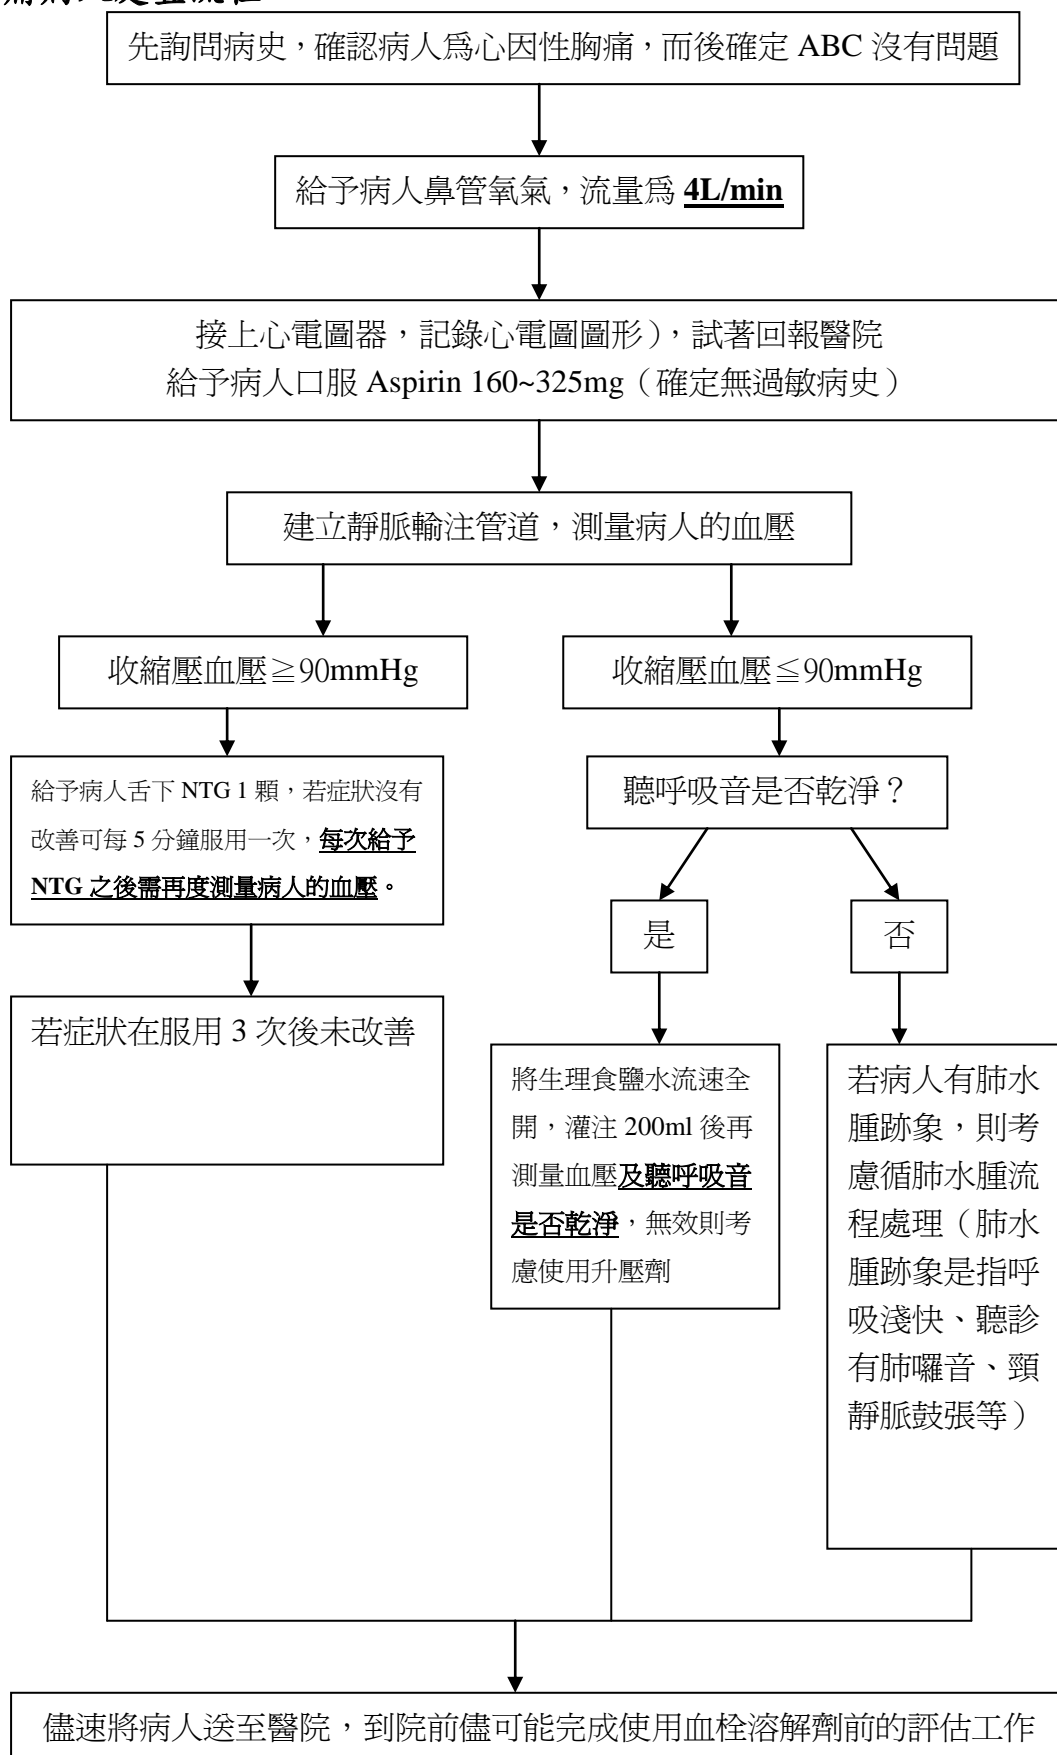 先詢問病史，確認病人爲心因性胸痛，而後確定 ABC 沒有問題
給予病人鼻管氧氣，流量爲 4L/min
接上心電圖器，記錄心電圖圖形），試著回報醫院
給予病人口服 Aspirin 160~325mg（確定無過敏病史）
建立靜脈輸注管道，測量病人的血壓
收縮壓血壓≧90mmHg
收縮壓血壓≦90mmHg
給予病人舌下 NTG 1 顆，若症狀沒有
改善可每 5 分鐘服用一次，每次給予
NTG 之後需再度測量病人的血壓。
聽呼吸音是否乾淨？
是
否
若症狀在服用 3 次後未改善
將生理食鹽水流速全
開，灌注 200ml 後再
測量血壓及聽呼吸音
是否乾淨，無效則考
慮使用升壓劑
若病人有肺水
腫跡象，則考
慮循肺水腫流
程處理（肺水
腫跡象是指呼
吸淺快、聽診
有肺囉音、頸
靜脈鼓張等）
儘速將病人送至醫院，到院前儘可能完成使用血栓溶解劑前的評估工作